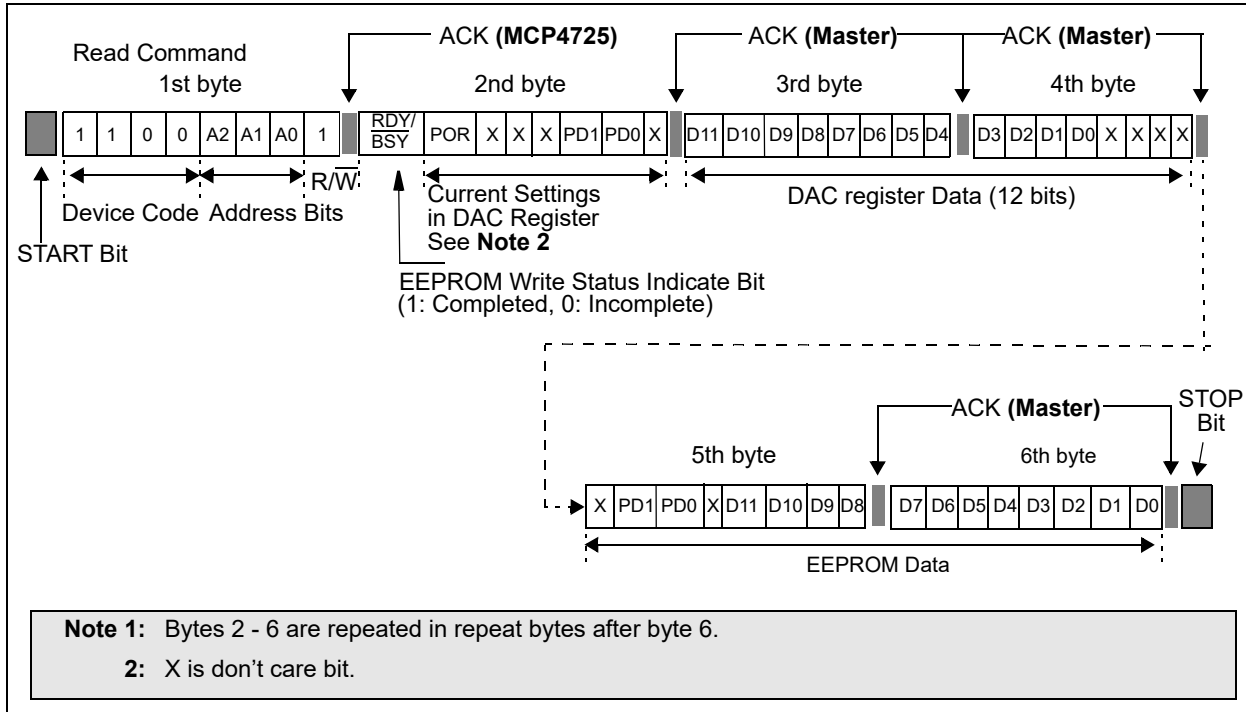 Read Command
1st byte
ACK (MCP4725)
2nd byte
ACK (Master)
3rd byte
ACK (Master)
4th byte
1 1 0 0 A2 A1 A0 1
RDY/
BSY
POR X X X PD1 PD0 X
D11 D10 D9 D8 D7 D6 D5 D4
D3 D2 D1 D0 X X X X
R/W
Device Code
Address Bits
START Bit
Current Settings
in DAC Register
See Note 2
DAC register Data (12 bits)
EEPROM Write Status Indicate Bit
(1: Completed, 0: Incomplete)
ACK (Master)
STOP
Bit
5th byte
6th byte
X PD1 PD0 X D11 D10 D9 D8
D7 D6 D5 D4 D3 D2 D1 D0
EEPROM Data
Note 1: Bytes 2 - 6 are repeated in repeat bytes after byte 6.
2: X is don't care bit.